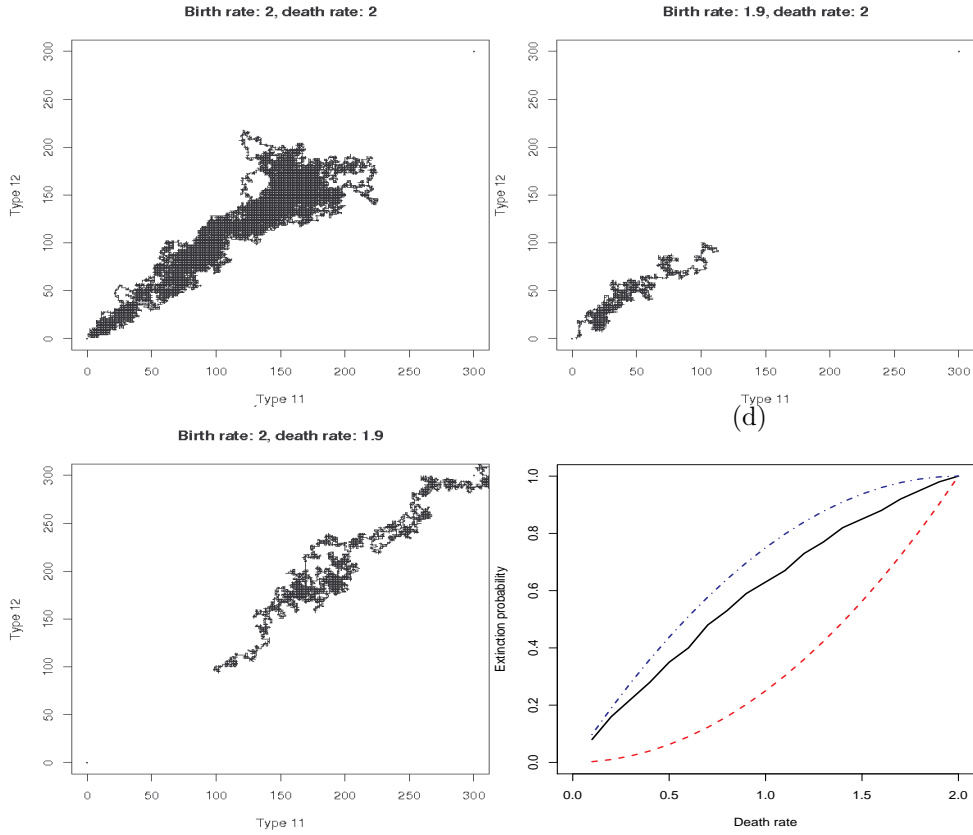 Birth rate: 2, death rate: 2
300
250
200
150
100
50
0
Type 12
0 50 100 150 200 250 300
Type 11
Birth rate: 1.9, death rate: 2
300
250
200
150
100
50
0
Type 12
0 50 100 150 200 250 300
Type 11
(d)
Birth rate: 2, death rate: 1.9
300
250
200
150
100
50
0
Type 12
0 50 100 150 200 250 300
Type 11
1.0
0.8
0.6
0.4
0.2
0.0
Extinction probability
0.0 0.5 1.0 1.5 2.0
Death rate